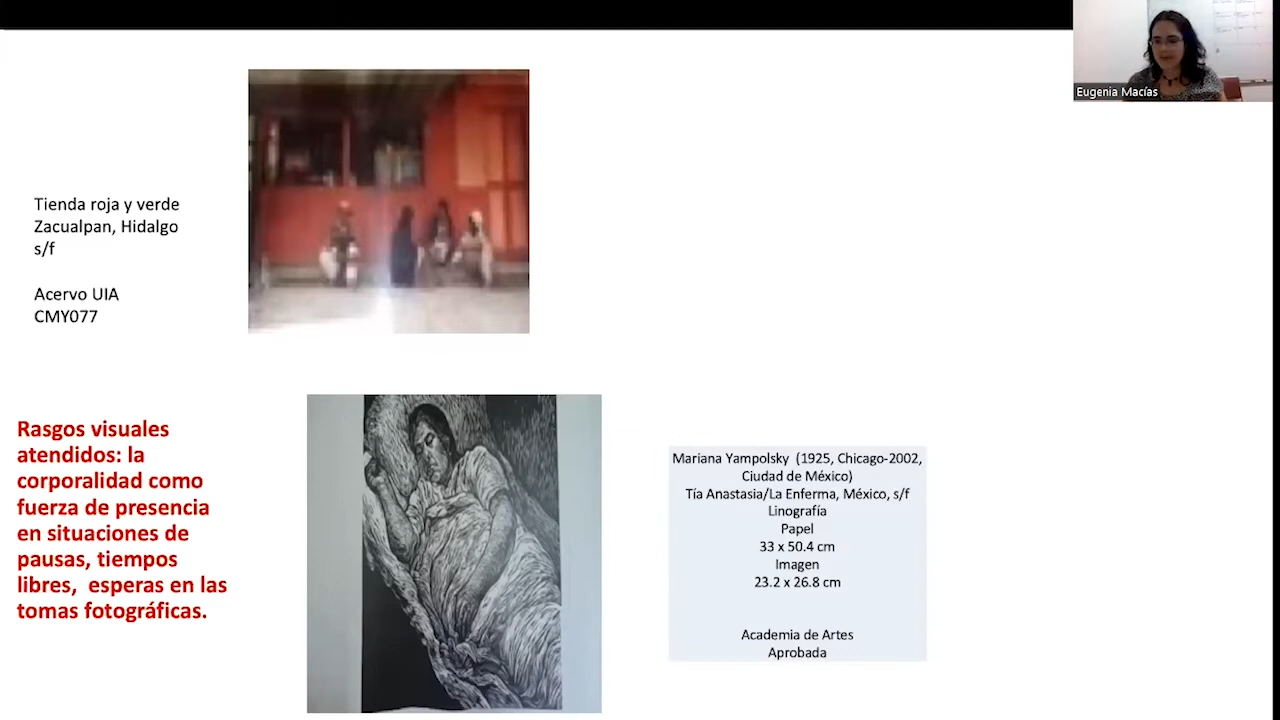 Eugenia Macías
Tienda roja y verde
Zacualpan, Hidalgo
s/f
Acervo UIA
CMY077
Rasgos visuales
atendidos: la
corporalidad como
fuerza de presencia
en situaciones de
pausas, tiempos
libres, esperas en las
tomas fotográficas.
Mariana Yampolsky (1925, Chicago-2002,
Ciudad de México)
Tía Anastasia/La Enferma, México, s/f
Linografía
Papel
33 x 50.4 cm
Imagen
23.2 x 26.8 cm
Academia de Artes
Aprobada